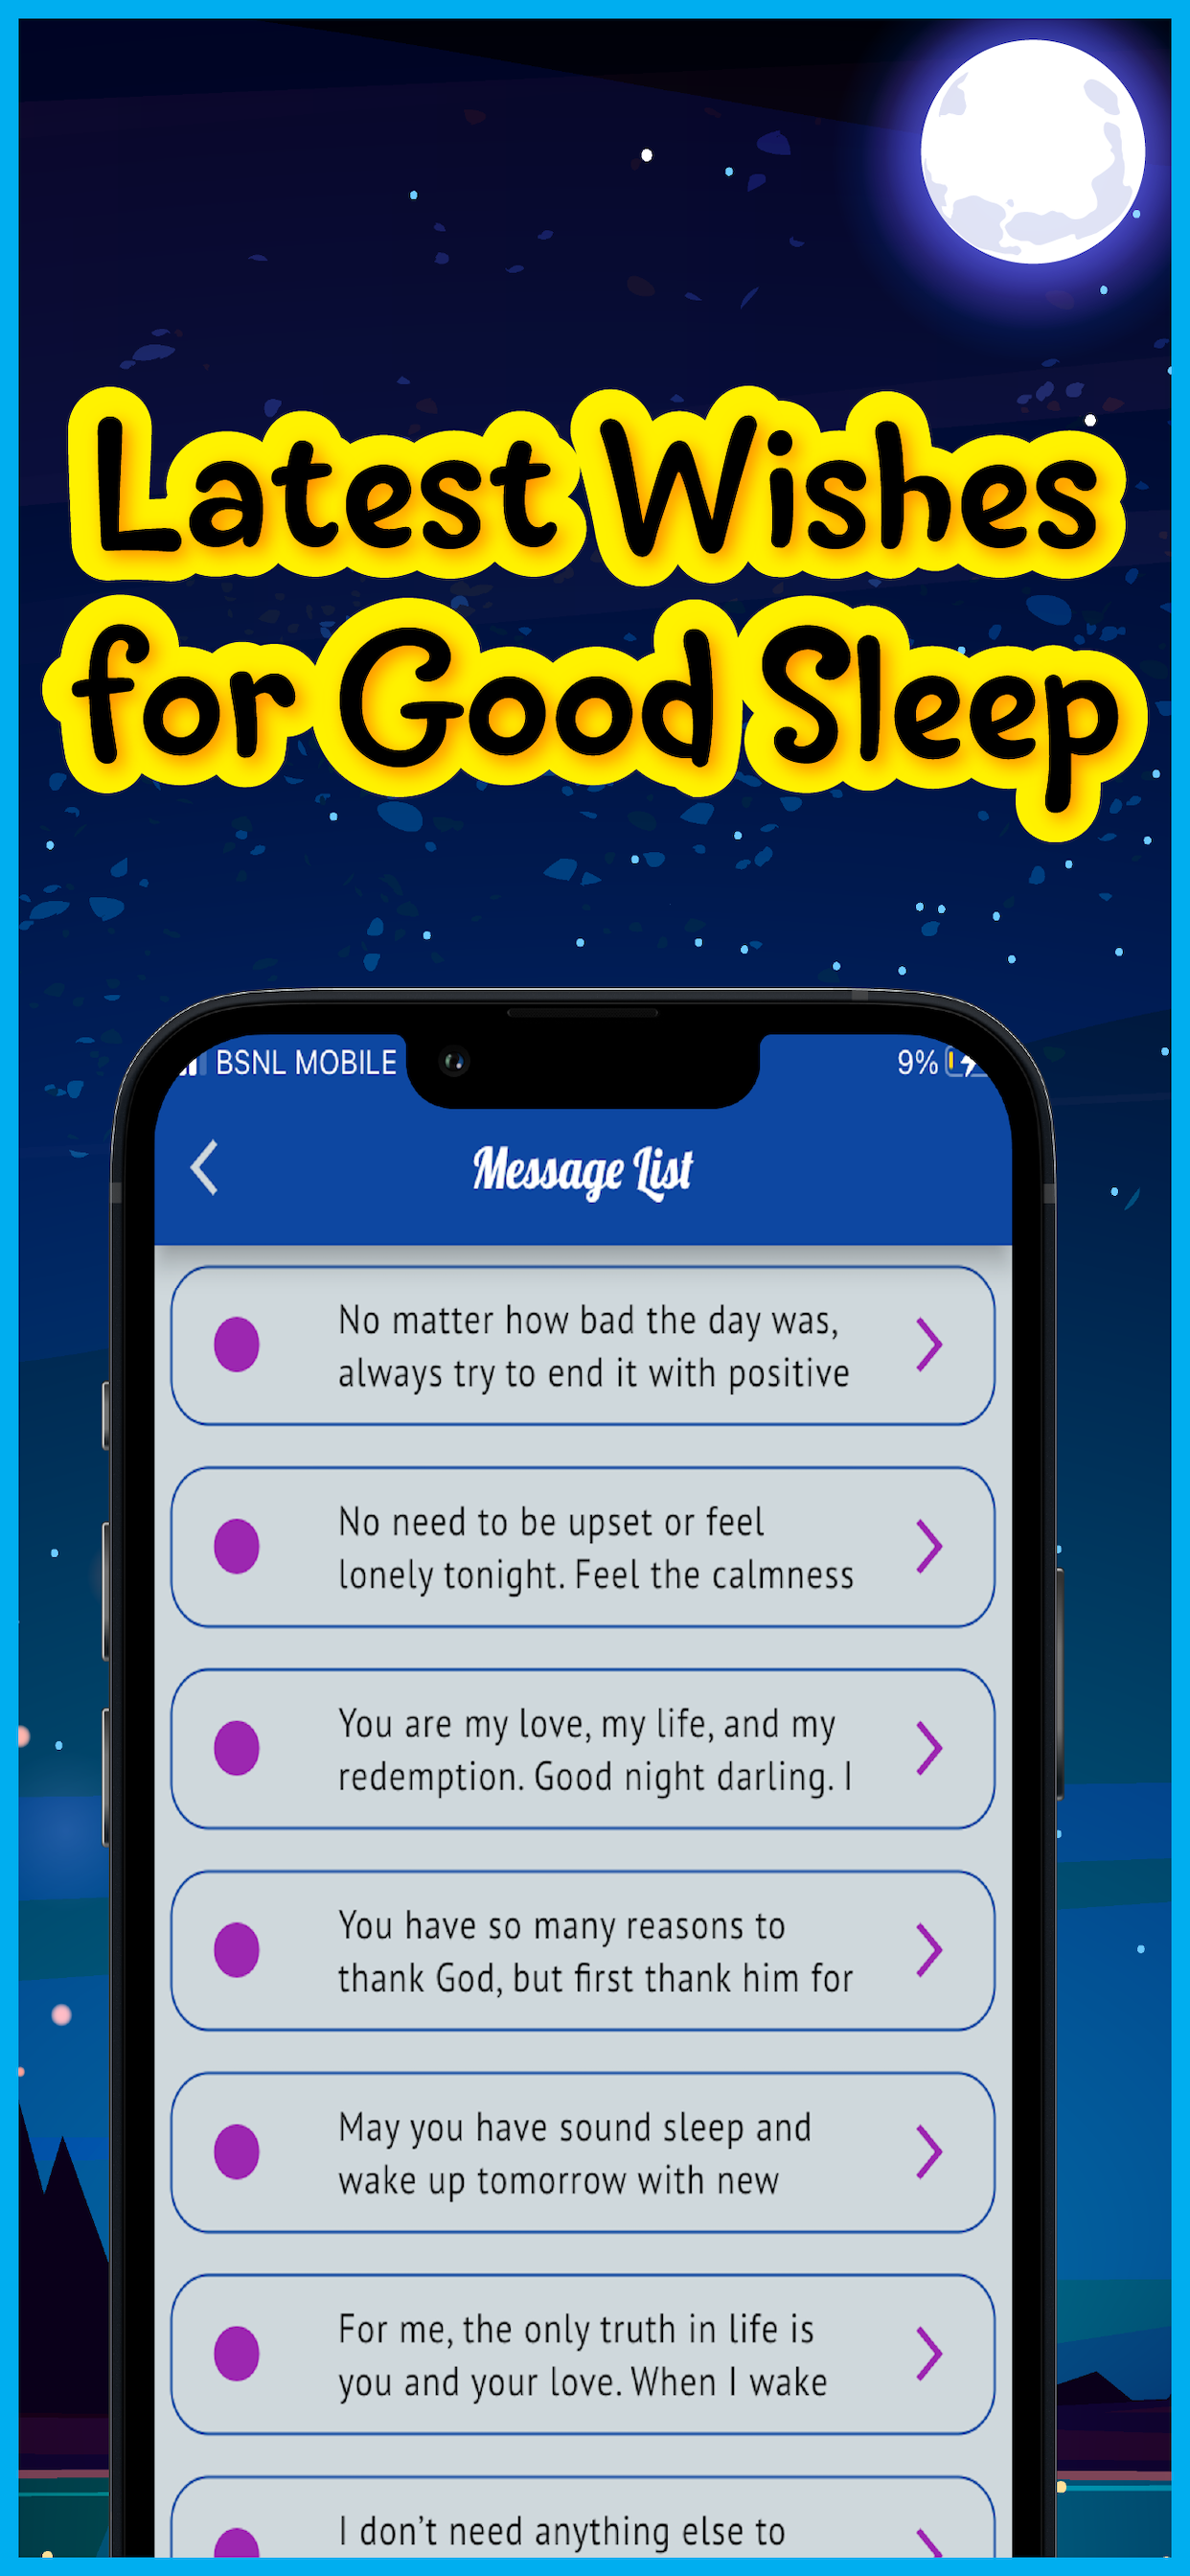 Latest Wishes
for Good Sleep
BSNL MOBILE
9%
Message List
No matter how bad the day was,
always try to end it with positive
No need to be upset or feel
lonely tonight. Feel the calmness
You are my love, my life, and my
redemption. Good night darling. I
You have so many reasons to
thank God, but first thank him for
May you have sound sleep and
wake up tomorrow with new
For me, the only truth in life is
you and your love. When I wake
I don't need anything else to